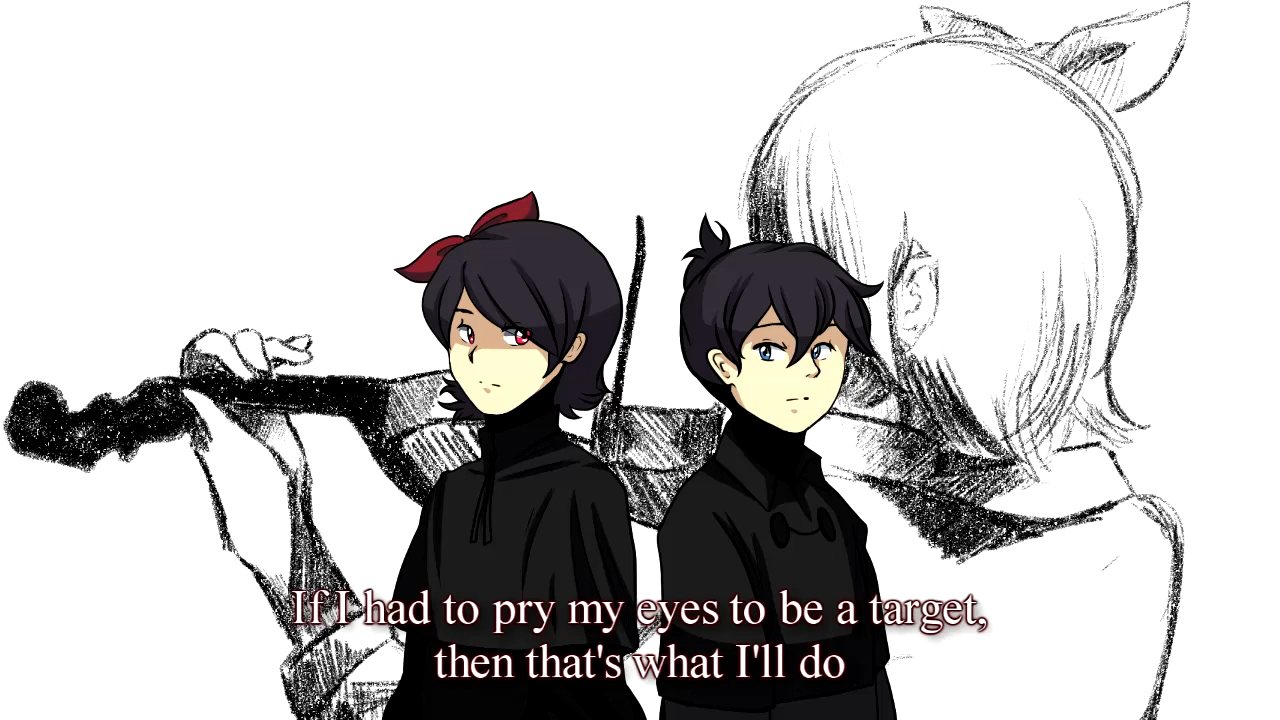 If I had to pry my eyes to be a target,
then that's what I'll do